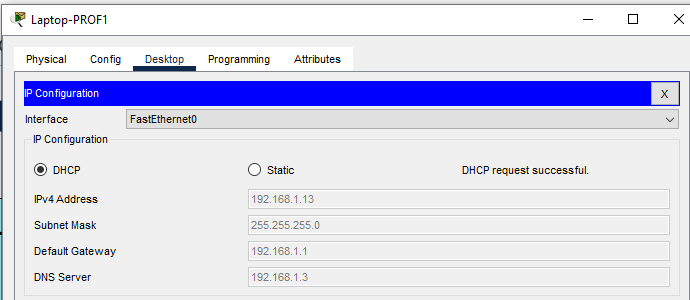 Laptop-PROF1
Physical Config Desktop Programming Attributes
IP Configuration X
Interface FastEthernet0
IP Configuration
DHCP Static DHCP request successful.
IPv4 Address 192.168.1.13
Subnet Mask 255.255.255.0
Default Gateway 192.168.1.1
DNS Server 192.168.1.3